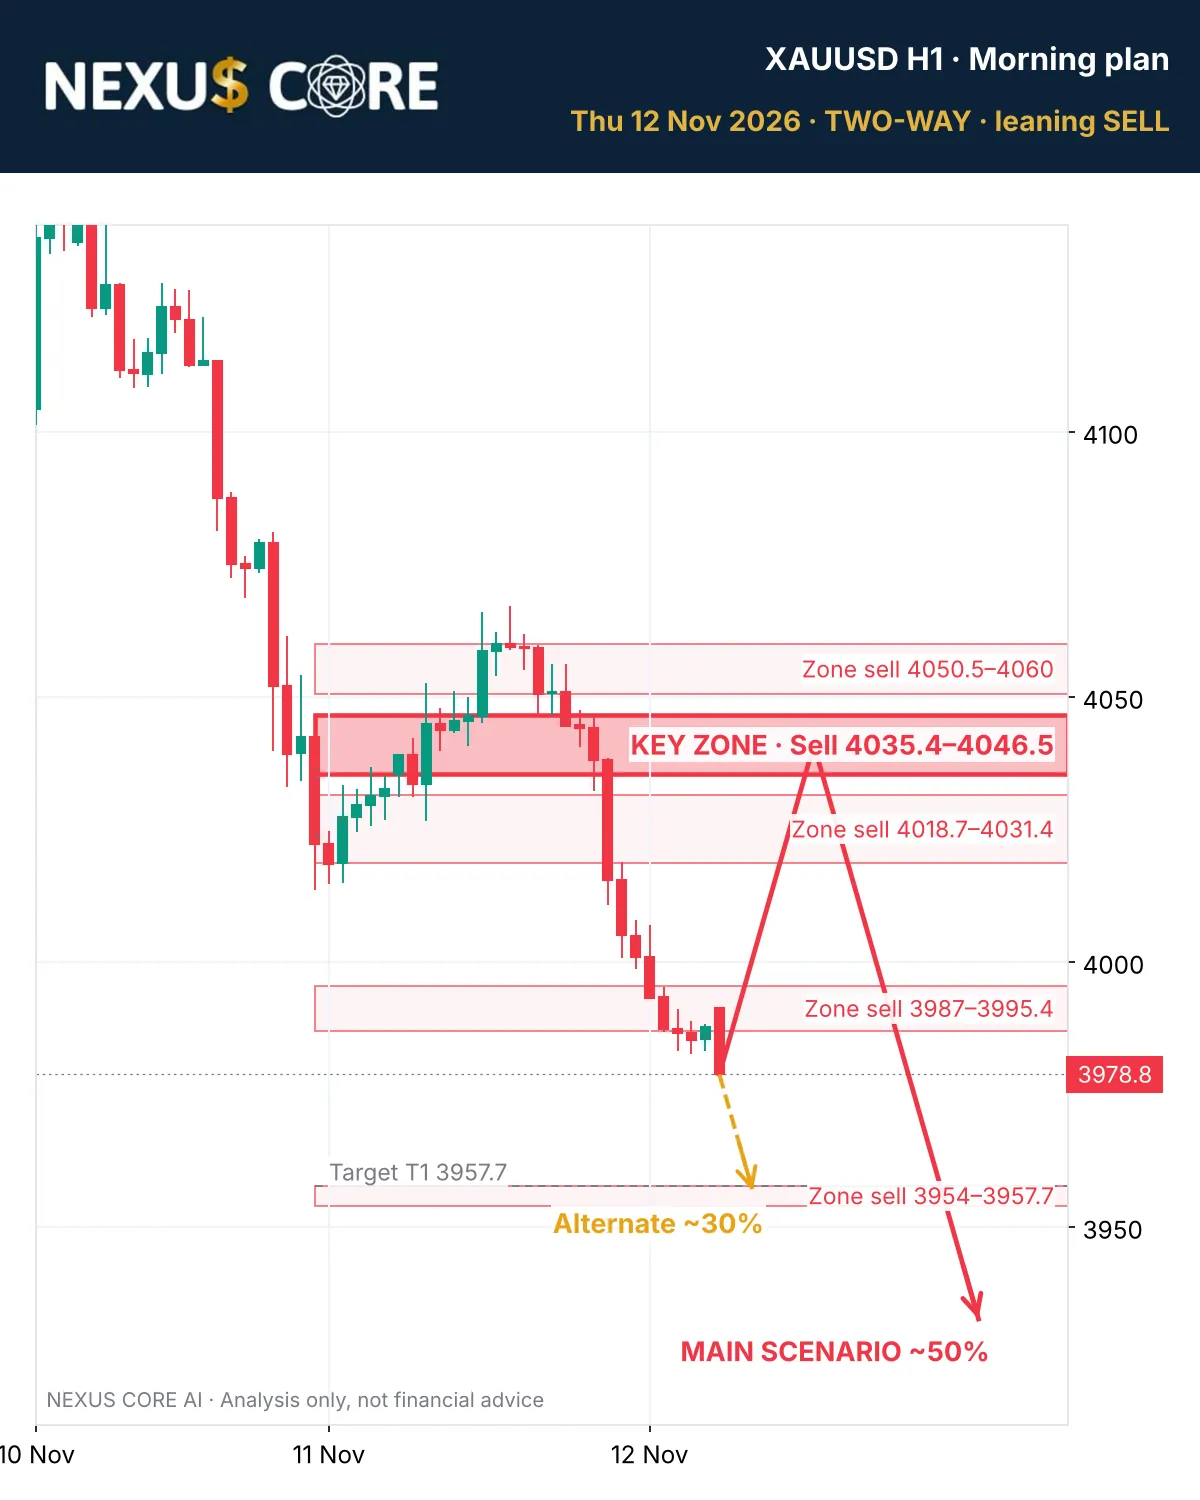 NEXU$ CORE
XAUUSD H1 · Morning plan
Thu 12 Nov 2026 · TWO-WAY · leaning SELL
4100
Zone sell 4050.5–4060
4050
KEY ZONE · Sell 4035.4–4046.5
Zone sell 4018.7–4031.4
4000
Zone sell 3987–3995.4
3978.8
Target T1 3957.7
Zone sell 3954–3957.7
Alternate ~30%
3950
MAIN SCENARIO ~50%
NEXUS CORE AI · Analysis only, not financial advice
10 Nov
11 Nov
12 Nov